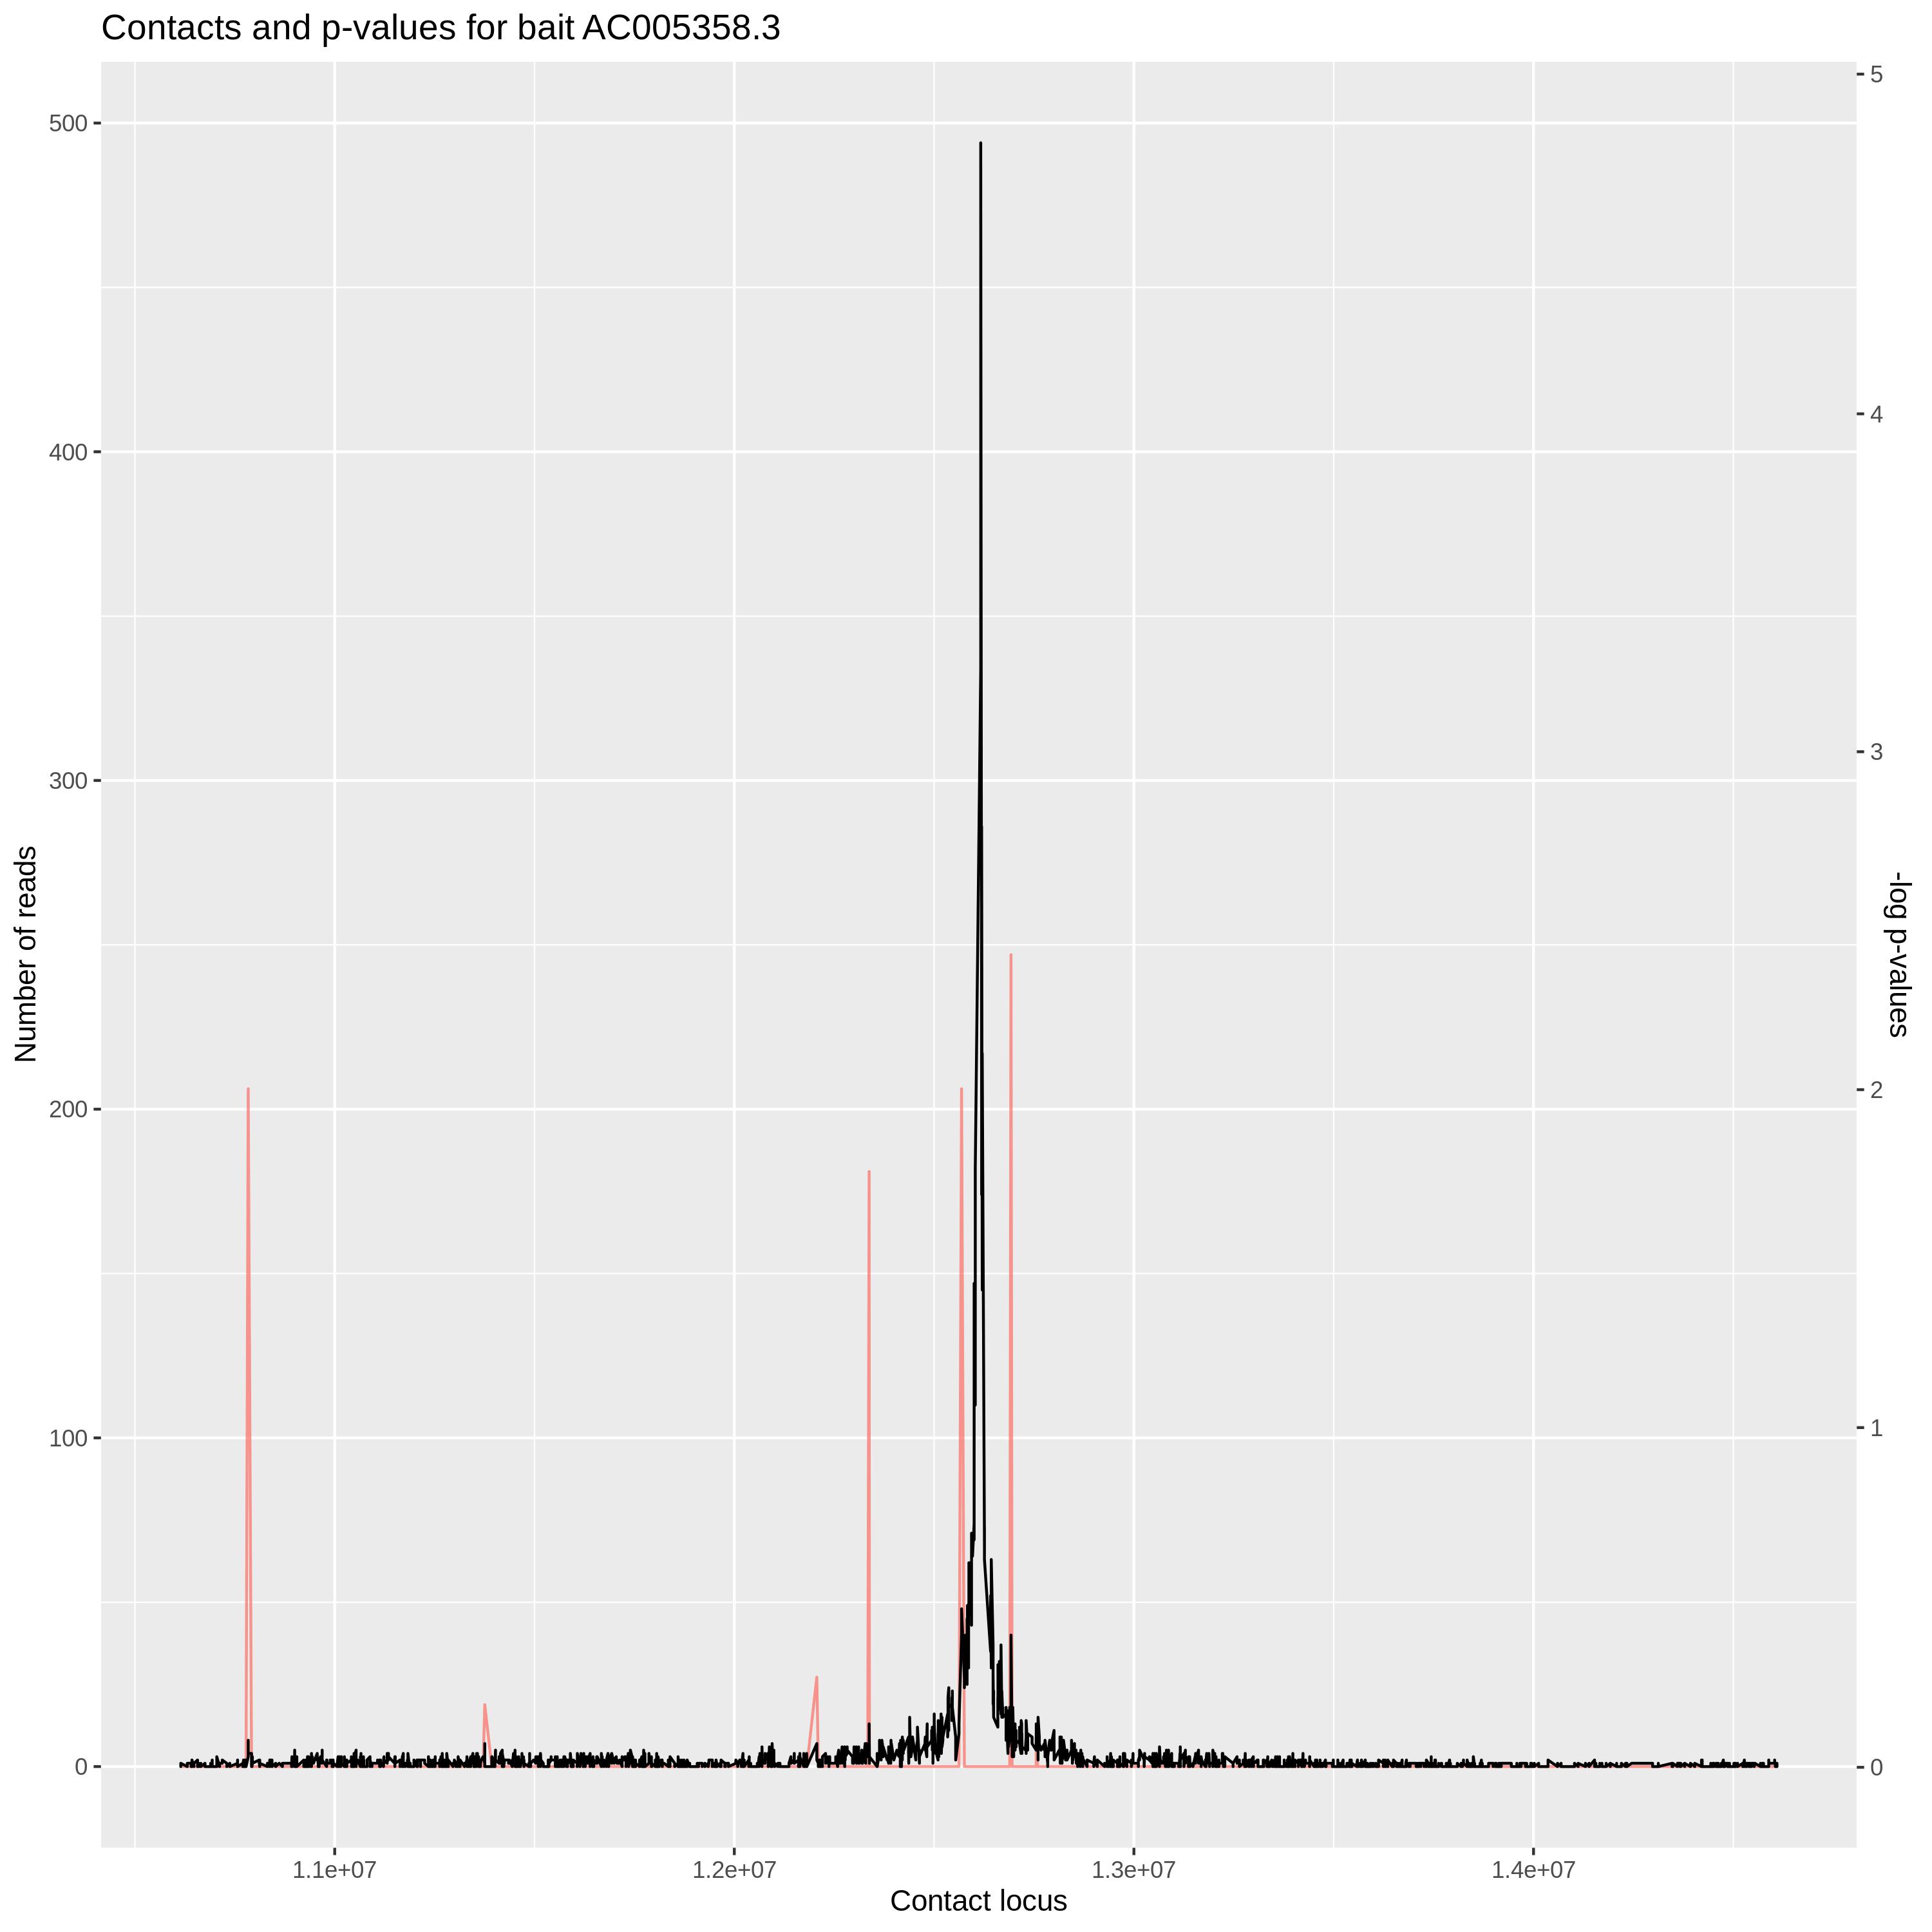 Contacts and p-values for bait AC005358.3
500
400
300
200
100
0
Number of reads
5
4
3
2
1
0
-log p-values
1.1e+07
1.2e+07
1.3e+07
1.4e+07
Contact locus